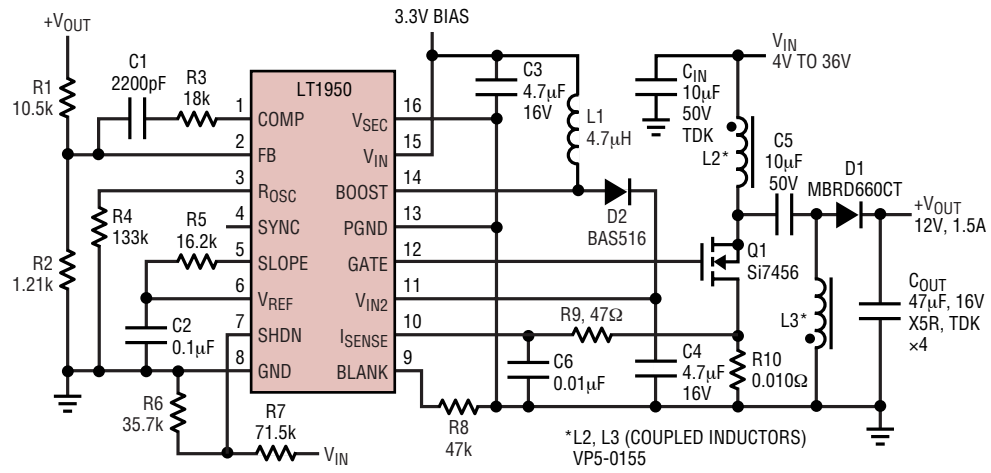 +VOUT
3.3V BIAS
VIN
4V TO 36V
R1
10.5k
C1
2200pF
R3
18k
LT1950
C3
4.7µF
16V
L1
4.7µH
CIN
10µF
50V
TDK
L2*
C5
10µF
50V
D1
MBRD660CT
+VOUT
12V, 1.5A
1
COMP
2
FB
3
ROSC
4
SYNC
5
SLOPE
6
VREF
7
SHDN
8
GND
VSEC
16
VIN
15
BOOST
14
PGND
13
GATE
12
VIN2
11
ISENSE
10
BLANK
9
R4
133k
R5
16.2k
R2
1.21k
C2
0.1µF
R6
35.7k
R7
71.5k
VIN
D2
BAS516
Q1
Si7456
R9, 47Ω
C6
0.01µF
C4
4.7µF
16V
R10
0.010Ω
R8
47k
L3*
COUT
47µF, 16V
X5R, TDK
×4
*L2, L3 (COUPLED INDUCTORS)
VP5-0155